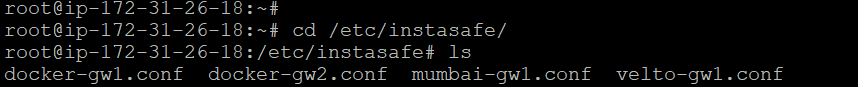 root@ip-172-31-26-18:~#
root@ip-172-31-26-18:~# cd /etc/instasafe/
root@ip-172-31-26-18:/etc/instasafe# ls
docker-gw1.conf  docker-gw2.conf  mumbai-gw1.conf  velto-gw1.conf